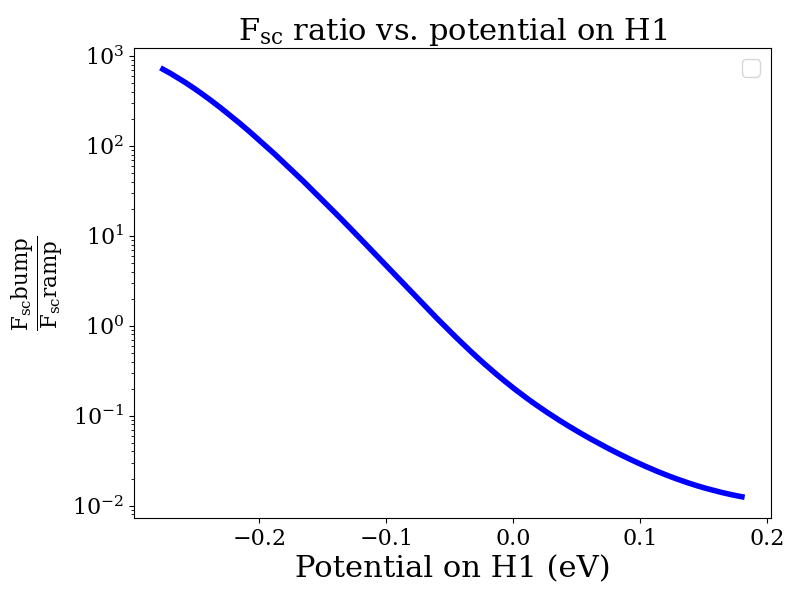 F_sc ratio vs. potential on H1
10^3
10^2
10^1
10^0
10^−1
10^−2
F_sc bump
F_sc ramp
−0.2
−0.1
0.0
0.1
0.2
Potential on H1 (eV)